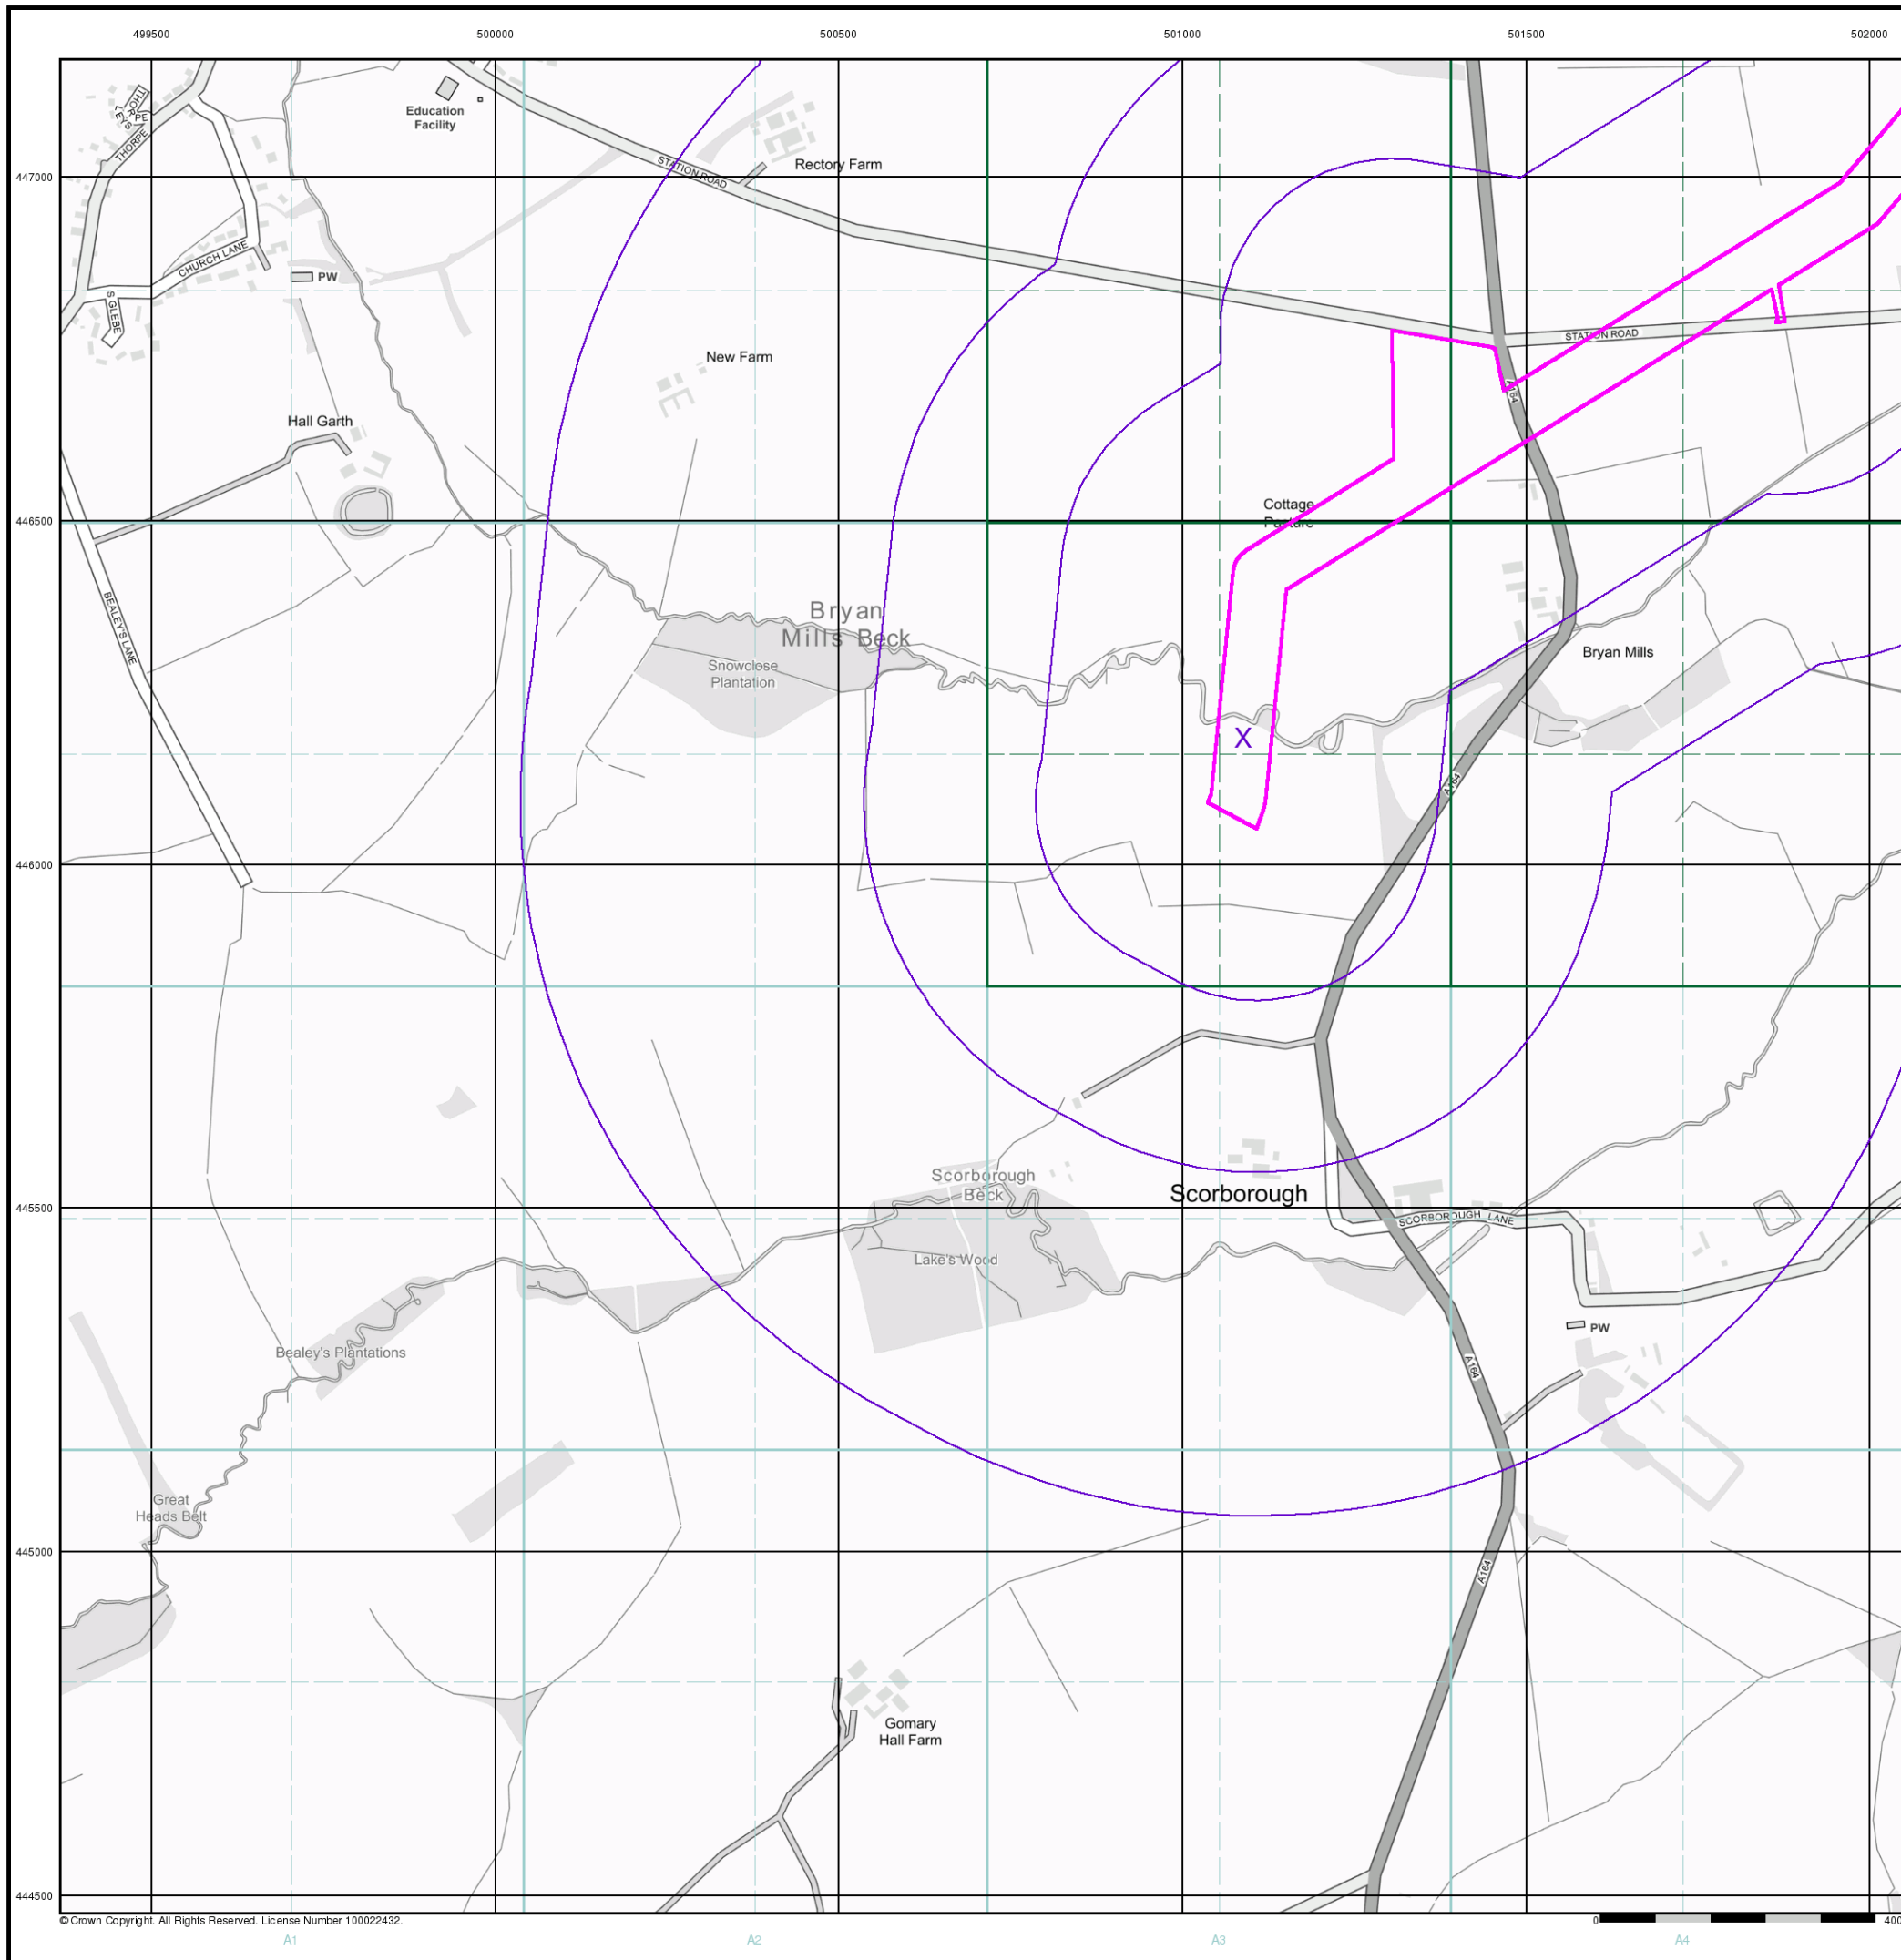 499500
500000
500500
501000
501500
502000
THOR
PE
LEYS
THORPE
Education
Facility
STATION ROAD
Rectory Farm
447000
CHURCH LANE
PW
S GLEBE
STATION ROAD
New Farm
A164
Hall Garth
Cottage
Pasture
446500
BEALEY'S LANE
Bryan
Mills Beck
Snowclose
Plantation
Bryan Mills
X
A164
446000
Scorborough
Beck
Scorborough
445500
SCORBOROUGH LANE
Lake's Wood
PW
Bealey's Plantations
A164
Great
Heads Belt
445000
A164
Gomary
Hall Farm
444500
© Crown Copyright. All Rights Reserved. License Number 100022432.
0
400
A1
A2
A3
A4